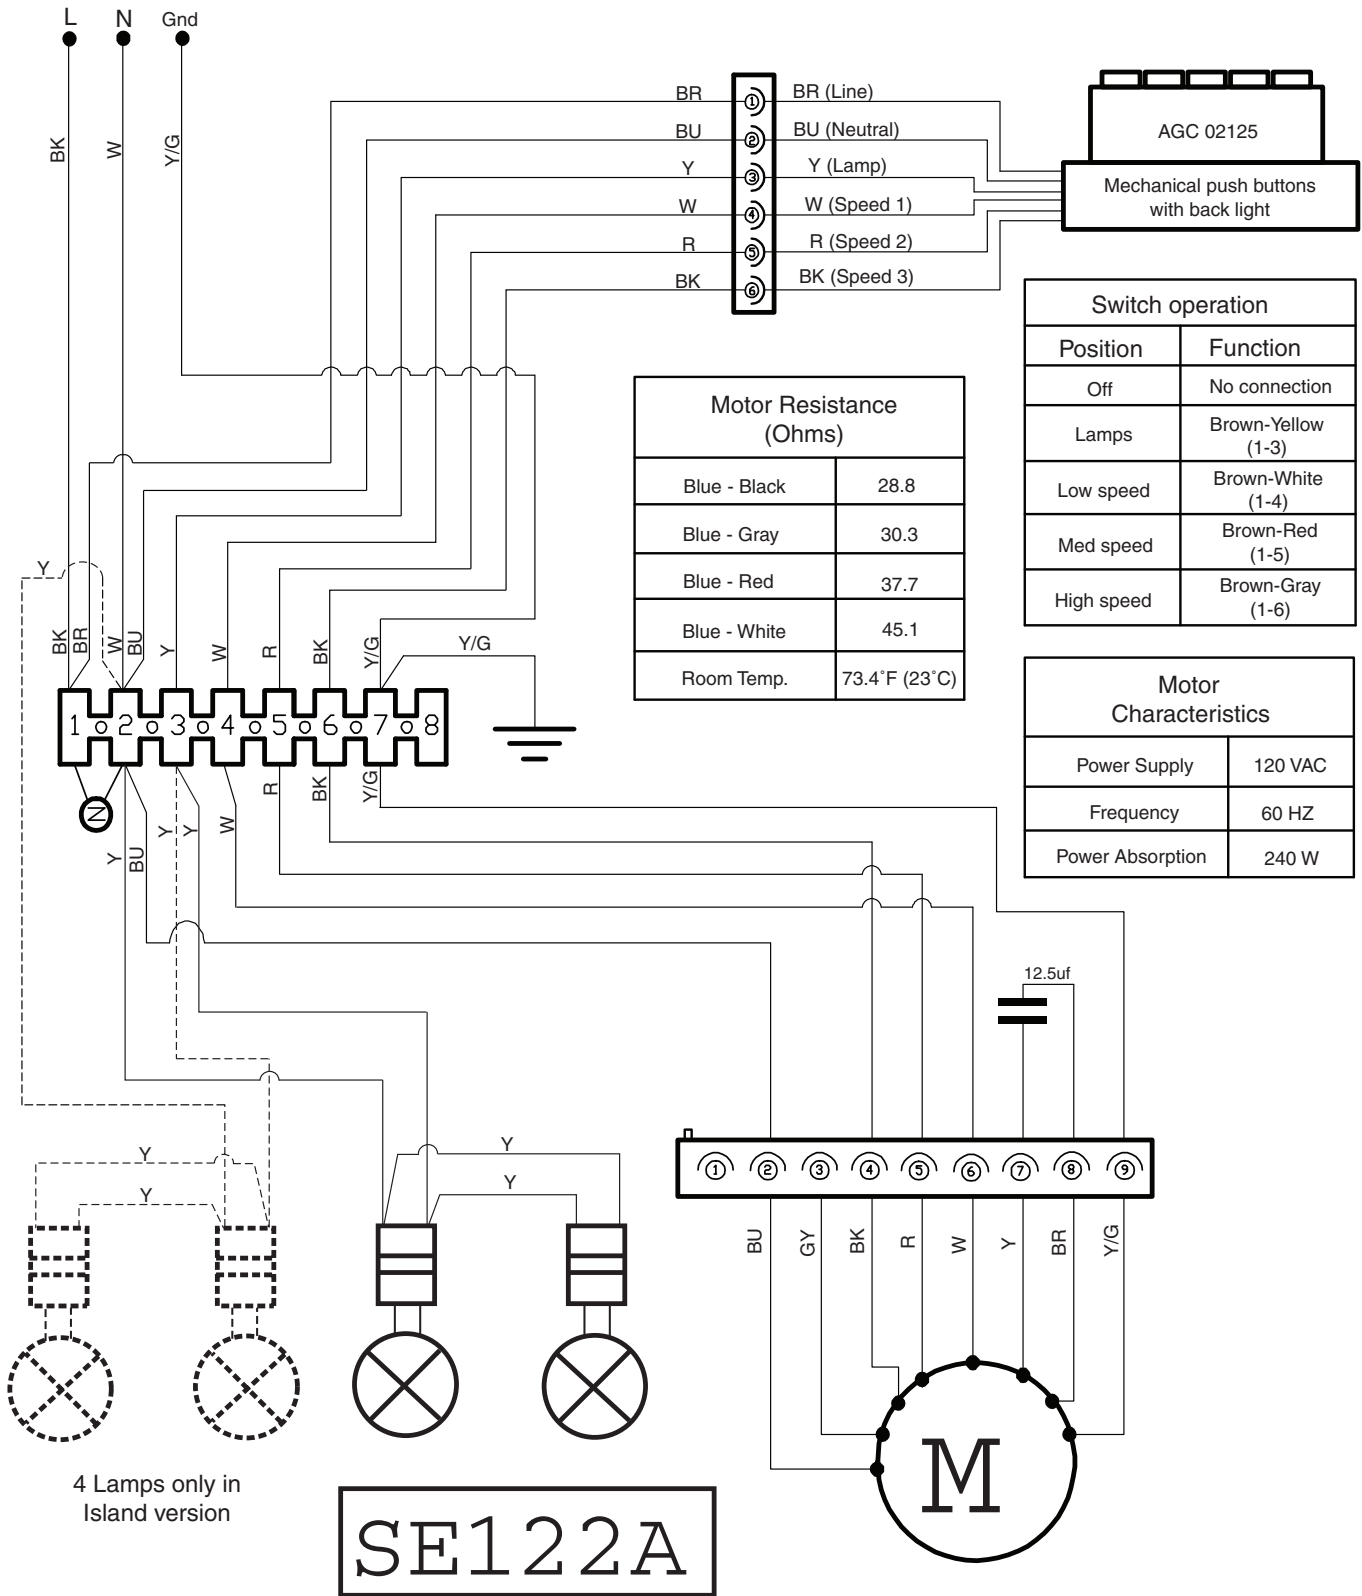 L N Gnd
BK W Y/G
BR BR (Line)
BU BU (Neutral)
Y Y (Lamp)
W W (Speed 1)
R R (Speed 2)
BK BK (Speed 3)
1
2
3
4
5
6
AGC 02125
Mechanical push buttons
with back light
Switch operation
Position Function
Off No connection
Lamps Brown-Yellow
(1-3)
Low speed Brown-White
(1-4)
Med speed Brown-Red
(1-5)
High speed Brown-Gray
(1-6)
Motor Resistance
(Ohms)
Blue - Black 28.8
Blue - Gray 30.3
Blue - Red 37.7
Blue - White 45.1
Room Temp. 73.4˚F (23˚C)
Motor
Characteristics
Power Supply 120 VAC
Frequency 60 HZ
Power Absorption 240 W
Y
BK BR W BU Y W R BK Y/G Y/G
1 2 3 4 5 6 7 8
N
Y BU Y Y W R BK Y/G
12.5uf
1 2 3 4 5 6 7 8 9
BU GY BK R W Y BR Y/G
Y
Y
Y
Y
M
4 Lamps only in
Island version
SE122A